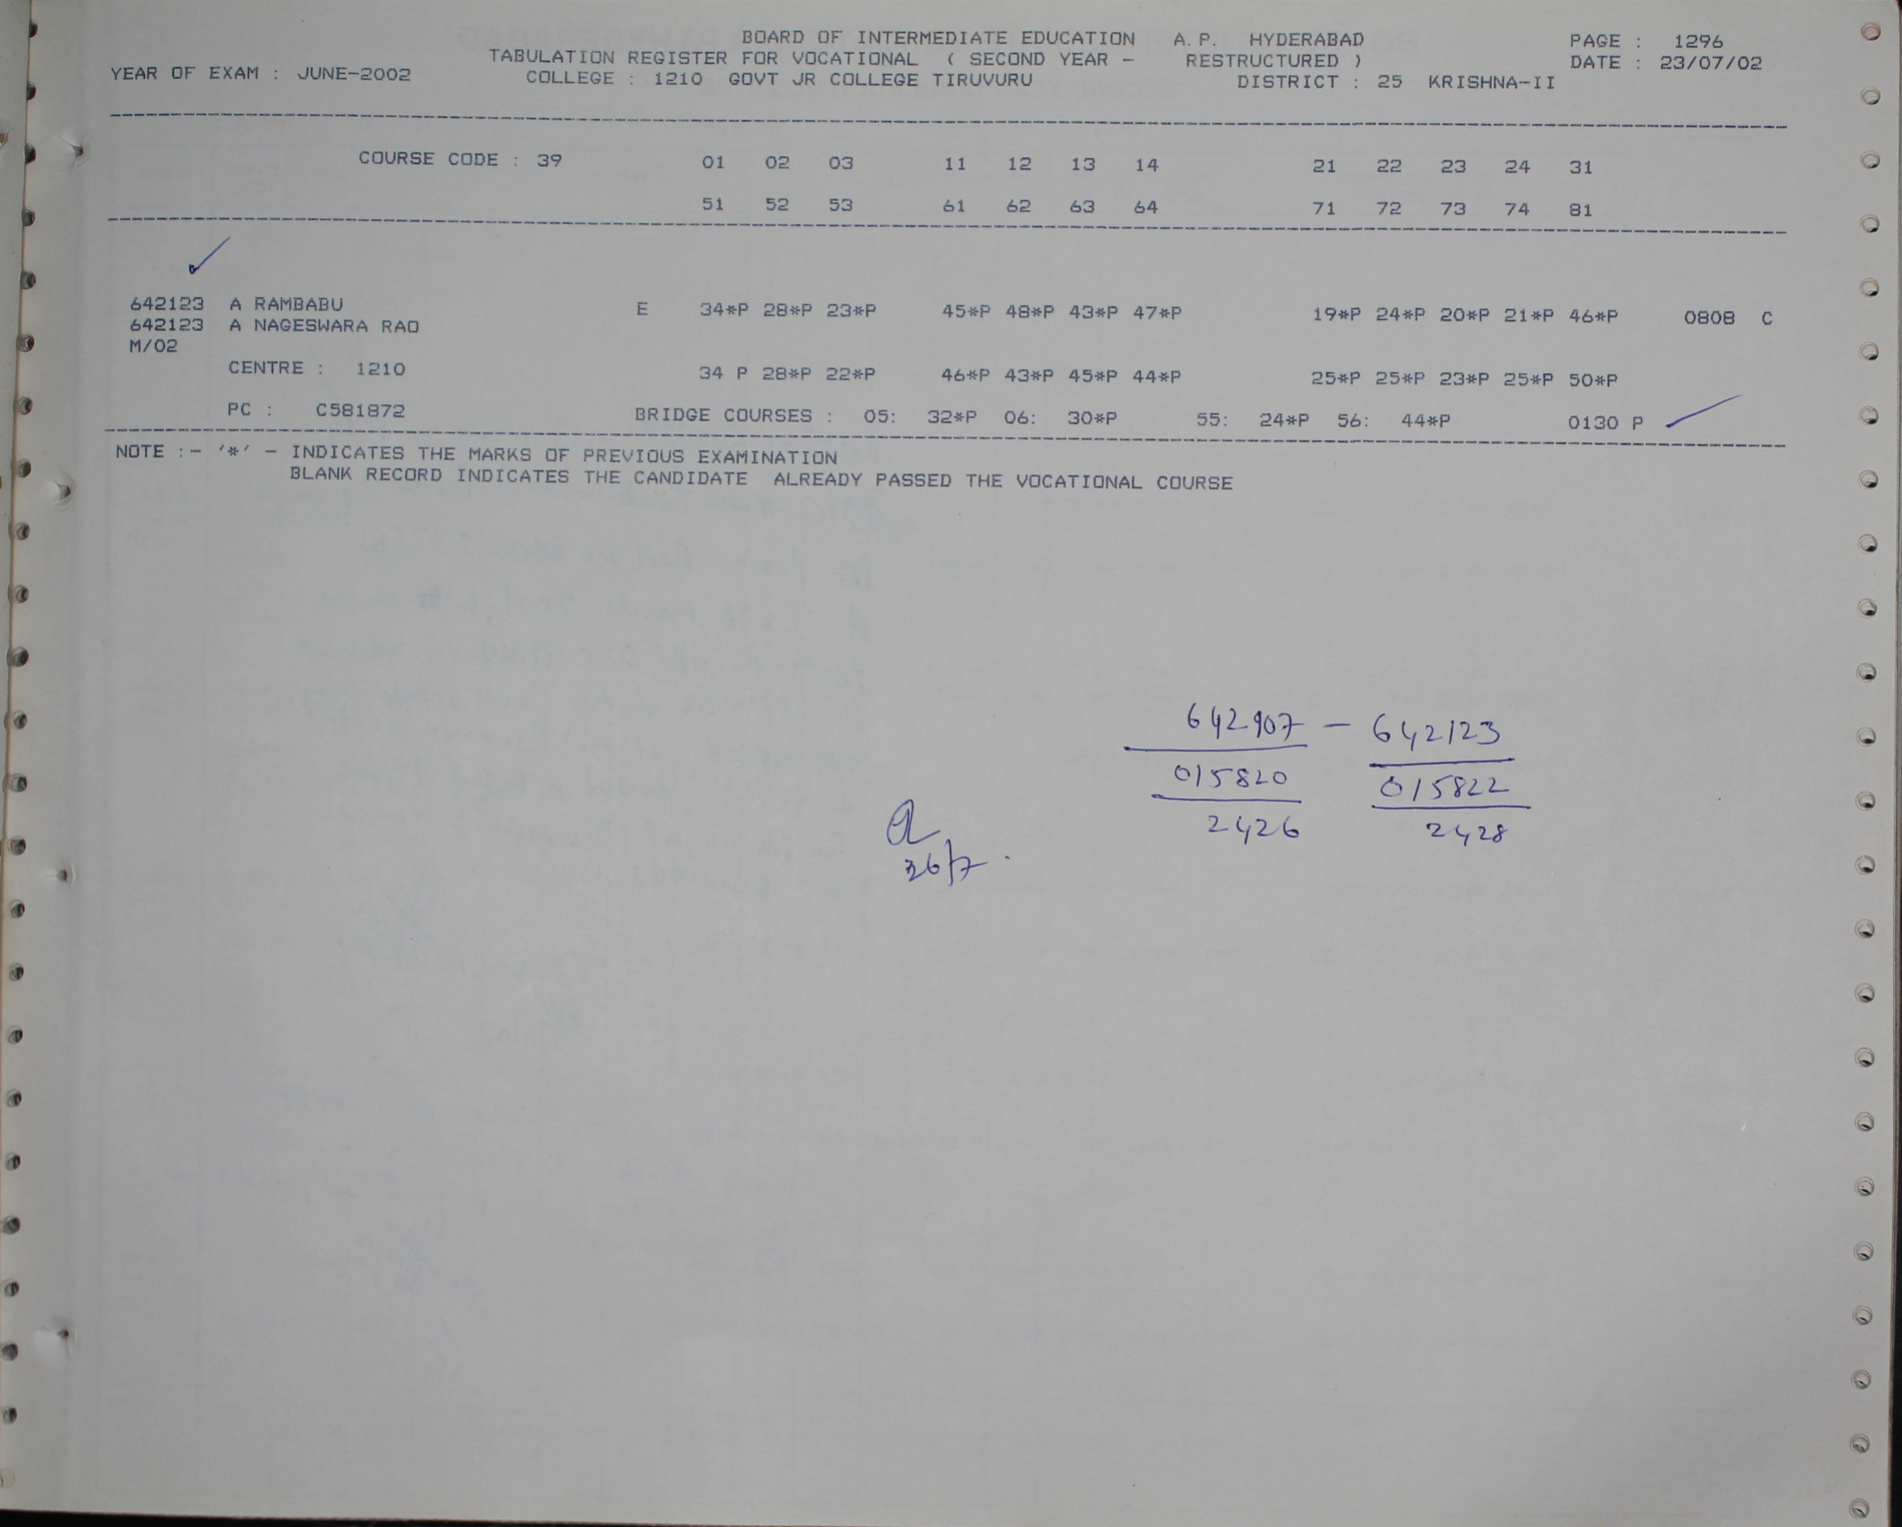 BOARD OF INTERMEDIATE EDUCATION A.P. HYDERABAD PAGE : 1296
TABULATION REGISTER FOR VOCATIONAL ( SECOND YEAR - RESTRUCTURED ) DATE : 23/07/02
YEAR OF EXAM : JUNE-2002 COLLEGE : 1210 GOVT JR COLLEGE TIRUVURU DISTRICT : 25 KRISHNA-II
COURSE CODE : 39 01 02 03 11 12 13 14 21 22 23 24 31
51 52 53 61 62 63 64 71 72 73 74 81
642123 A RAMBABU E 34*P 28*P 23*P 45*P 48*P 43*P 47*P 19*P 24*P 20*P 21*P 46*P 0808 C
642123 A NAGESWARA RAO
M/02
CENTRE : 1210 34 P 28*P 22*P 46*P 43*P 45*P 44*P 25*P 25*P 23*P 25*P 50*P
PC : C581872 BRIDGE COURSES : 05: 32*P 06: 30*P 55: 24*P 56: 44*P 0130 P
NOTE :- '*' - INDICATES THE MARKS OF PREVIOUS EXAMINATION
BLANK RECORD INDICATES THE CANDIDATE ALREADY PASSED THE VOCATIONAL COURSE
642907 - 642123
015820 015822
2426 2428
26/7.